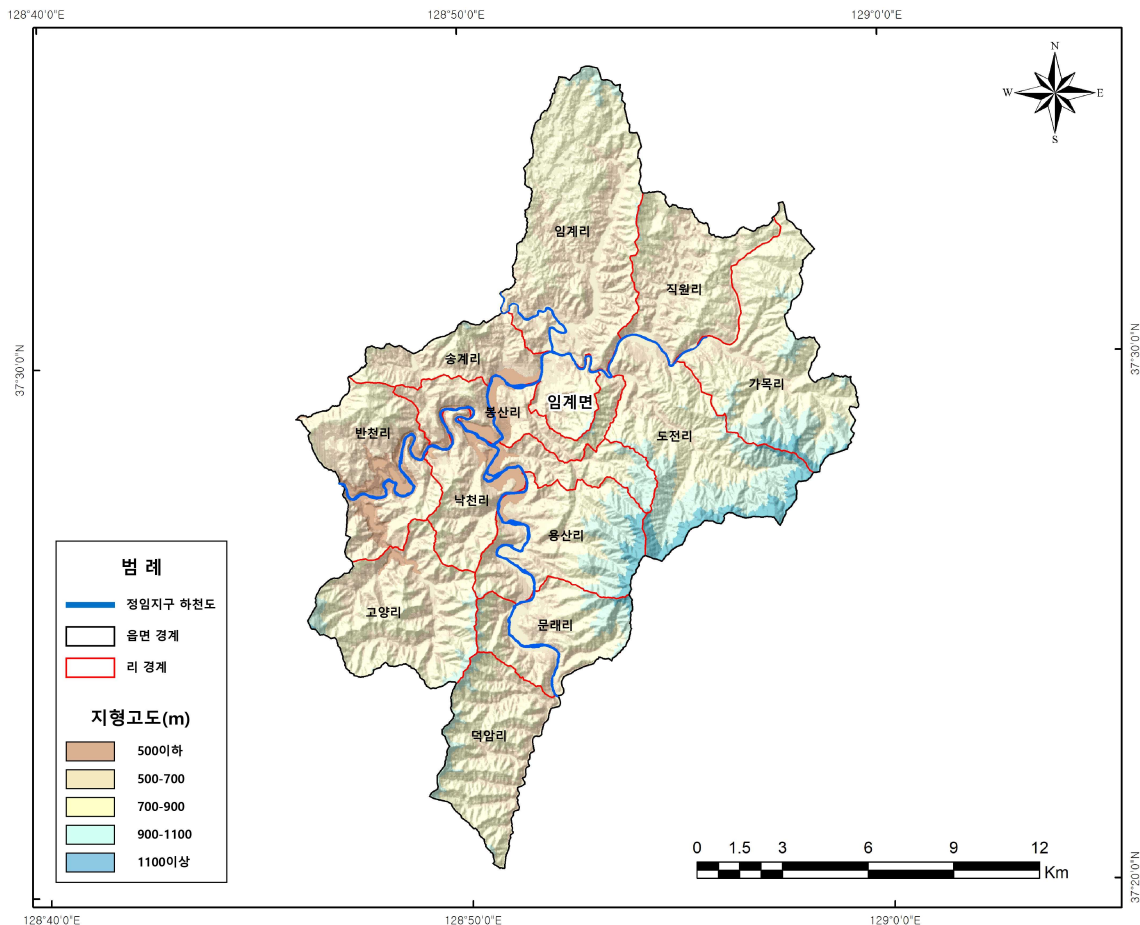 128°40'0"E
128°50'0"E
129°0'0"E
N
W
E
S
임계리
직원리
37°30'0"N
37°30'0"N
송계리
가목리
임계면
봉산리
반천리
도전리
낙천리
용산리
고양리
문래리
덕암리
범 례
정임지구 하천도
읍면 경계
리 경계
지형고도(m)
500이하
500-700
700-900
900-1100
1100이상
0
1.5
3
6
9
12
Km
37°20'0"N
128°40'0"E
128°50'0"E
129°0'0"E